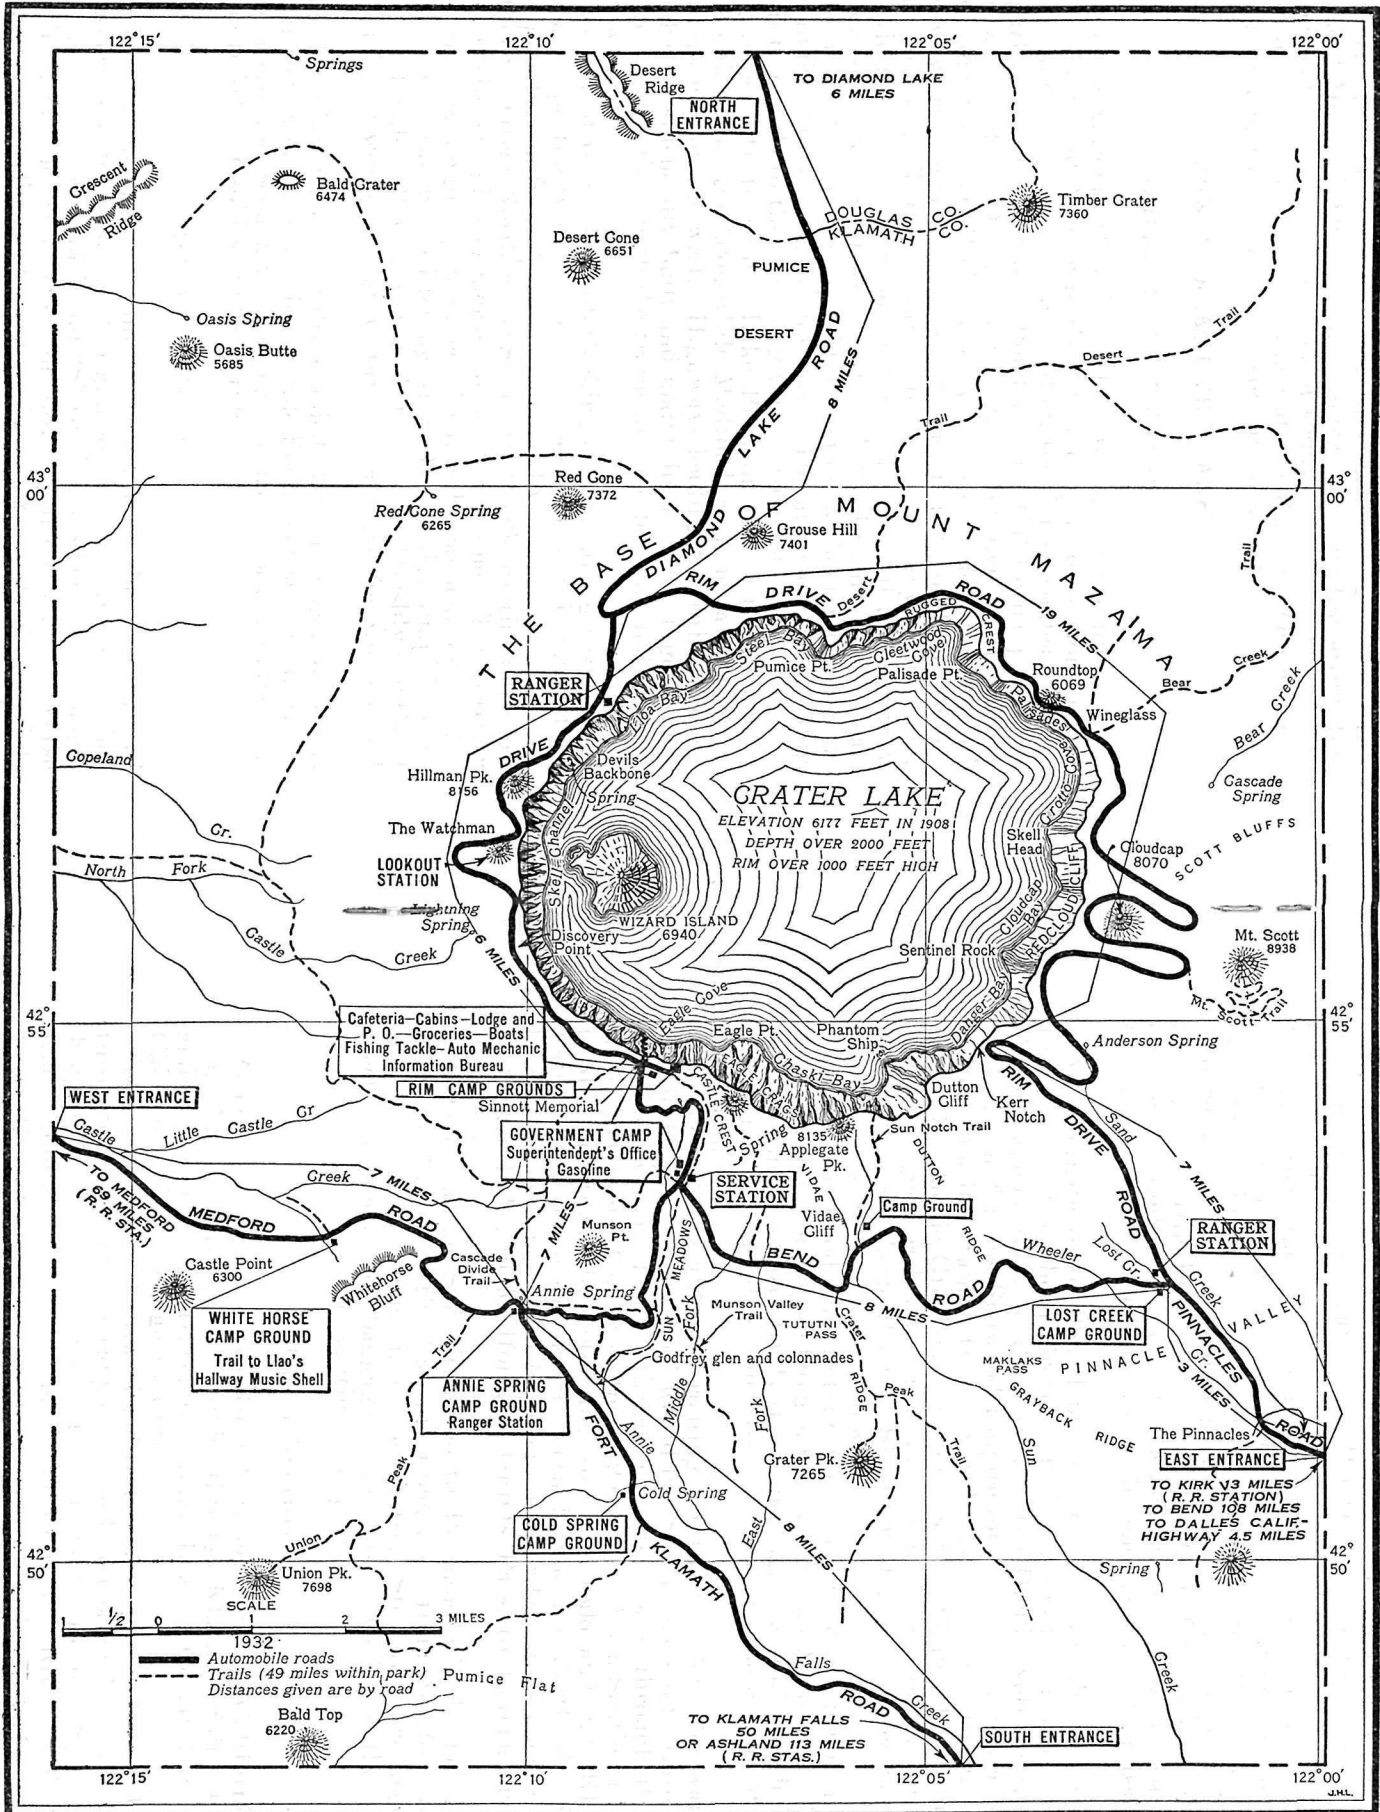 122°15′
122°10′
122°05′
122°00′
Springs
Desert
Ridge
NORTH
ENTRANCE
TO DIAMOND LAKE
6 MILES
Crescent
Ridge
Bald Crater
6474
Timber Crater
7360
DOUGLAS CO.
KLAMATH CO.
Desert Cone
6651
PUMICE
DESERT
Oasis Spring
Oasis Butte
5685
DIAMOND LAKE ROAD
8 MILES
Trail
Desert
Trail
43°
00′
43°
00′
Red Cone
7372
Red Cone Spring
6265
Grouse Hill
7401
THE BASE OF MOUNT MAZAMA
RIM DRIVE ROAD
Desert
19 MILES
Trail
RUGGED
CREST
Steel Bay
Pumice Pt.
Cleetwood
Cove
Palisade Pt.
Roundtop
6069
Palisades
Wineglass
Bear Creek
Bear Creek
RANGER
STATION
Llao Bay
DRIVE
Devils
Backbone
Spring
Hillman Pk.
8156
Copeland
Cr.
The Watchman
LOOKOUT
STATION
Skell Channel
CRATER LAKE
ELEVATION 6177 FEET IN 1908
DEPTH OVER 2000 FEET
RIM OVER 1000 FEET HIGH
Grotto Cove
Skell
Head
Cloudcap
8070
Cascade
Spring
SCOTT BLUFFS
North Fork
Castle
Creek
Lightning
Spring
6 MILES
Discovery
Point
WIZARD ISLAND
6940
Cloudcap
Bay
REDCLOUD CLIFF
Sentinel Rock
Mt. Scott
8938
Mt. Scott Trail
42°
55′
42°
55′
Cafeteria–Cabins–Lodge and
P. O.–Groceries–Boats
Fishing Tackle–Auto Mechanic
Information Bureau
RIM CAMP GROUNDS
Sinnott Memorial
Eagle Cove
Eagle Pt.
Phantom
Ship
Danger Bay
Chaski Bay
EAGLE CRAGS
CASTLE CREST
Dutton
Cliff
Kerr
Notch
Anderson Spring
WEST ENTRANCE
Castle
Little Castle Cr
Creek
TO MEDFORD
69 MILES
(R. R. STA.)
7 MILES
MEDFORD ROAD
GOVERNMENT CAMP
Superintendent's Office
Gasoline
Spring
SERVICE
STATION
8135
Applegate
Pk.
Sun Notch Trail
VIDAE
Vidae
Cliff
DUTTON
RIDGE
Camp Ground
RIM DRIVE ROAD
Sand
Creek
7 MILES
RANGER
STATION
Castle Point
6300
Whitehorse
Bluff
Cascade
Divide
Trail
7 MILES
Munson
Pt.
Annie Spring
SUN
MEADOWS
BEND ROAD
8 MILES
Wheeler
Lost Cr.
LOST CREEK
CAMP GROUND
WHITE HORSE
CAMP GROUND
Trail to Llao's
Hallway Music Shell
ANNIE SPRING
CAMP GROUND
Ranger Station
Munson Valley
Trail
TUTUTNI
PASS
Crater
RIDGE
Peak
Trail
Godfrey glen and colonnades
MAKLAKS
PASS
PINNACLE VALLEY
GRAYBACK
RIDGE
PINNACLES ROAD
Cr.
3 MILES
The Pinnacles
EAST ENTRANCE
TO KIRK 13 MILES
(R. R. STATION)
TO BEND 108 MILES
TO DALLES CALIF.-
HIGHWAY 4.5 MILES
Trail
Peak
Union
Union Pk.
7698
FORT KLAMATH ROAD
Annie
Middle Fork
East Fork
Crater Pk.
7265
Sun
Creek
Cold Spring
COLD SPRING
CAMP GROUND
8 MILES
Spring
42°
50′
42°
50′
SCALE
1 1/2 0 1 2 3 MILES
1932
Automobile roads
Trails (49 miles within park)
Distances given are by road
Pumice Flat
Bald Top
6220
Falls
Creek
TO KLAMATH FALLS
50 MILES
OR ASHLAND 113 MILES
(R. R. STAS.)
SOUTH ENTRANCE
122°15′
122°10′
122°05′
122°00′
J.H.L.